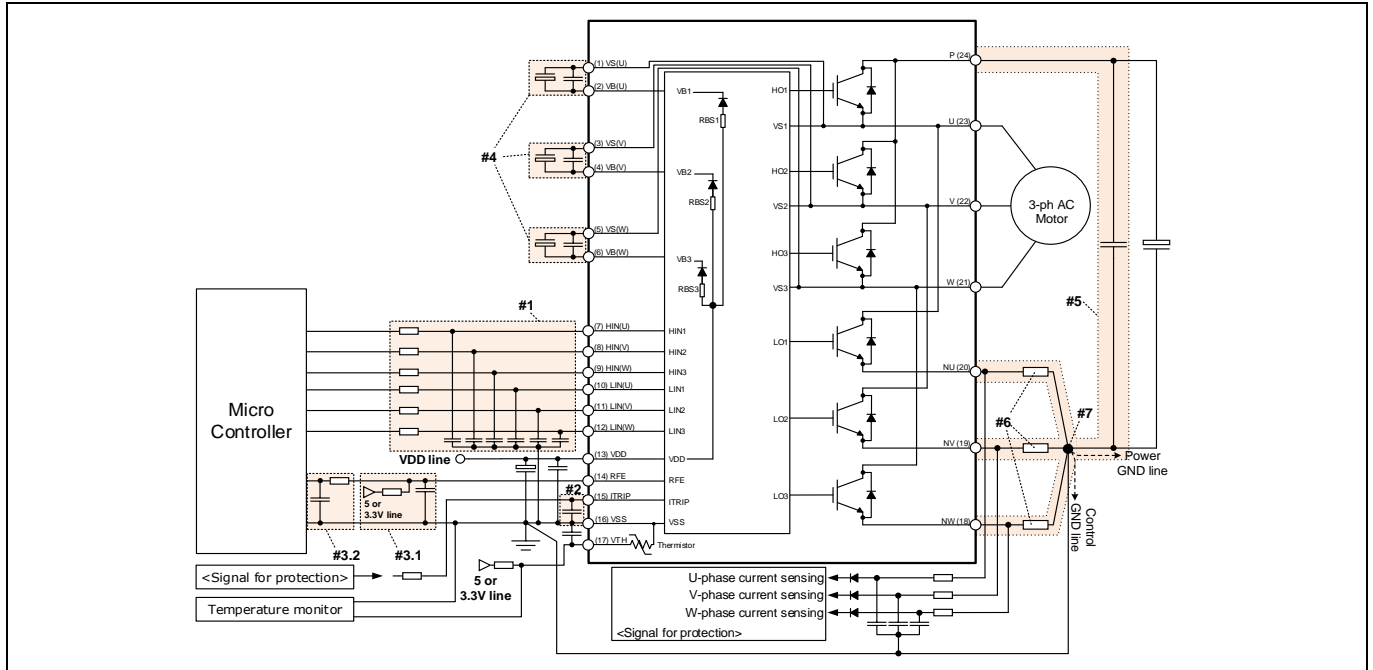 (1) VS(U)
(2) VB(U)
(3) VS(V)
(4) VB(V)
(5) VS(W)
(6) VB(W)
#4
VB1
RBS1
VB2
RBS2
VB3
RBS3
HO1
VS1
HO2
VS2
HO3
VS3
LO1
LO2
LO3
P (24)
U (23)
V (22)
W (21)
NU (20)
NV (19)
NW (18)
3-ph AC
Motor
#5
#6
#7
Power
GND line
Control
GND line
Micro
Controller
#1
(7) HIN(U)
(8) HIN(V)
(9) HIN(W)
(10) LIN(U)
(11) LIN(V)
(12) LIN(W)
(13) VDD
(14) RFE
(15) ITRIP
(16) VSS
(17) VTH
HIN1
HIN2
HIN3
LIN1
LIN2
LIN3
VDD
RFE
ITRIP
VSS
Thermistor
VDD line
#2
5 or
3.3V line
#3.2
#3.1
<Signal for protection>
Temperature monitor
5 or
3.3V line
U-phase current sensing
V-phase current sensing
W-phase current sensing
<Signal for protection>